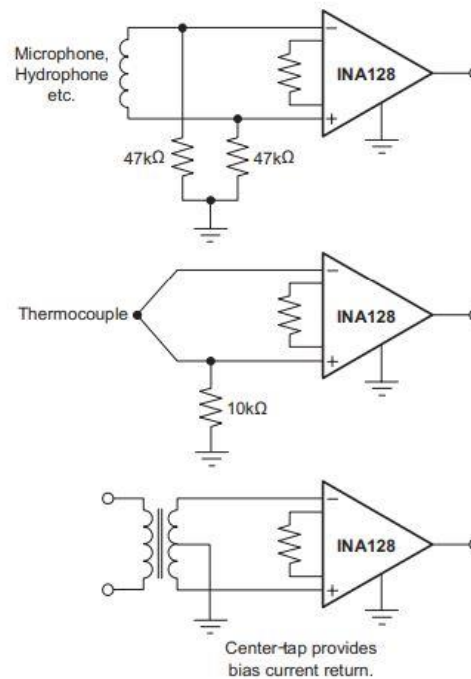 Microphone,
Hydrophone
etc.
INA128
47kΩ
47kΩ
Thermocouple
INA128
10kΩ
INA128
Center-tap provides
bias current return.